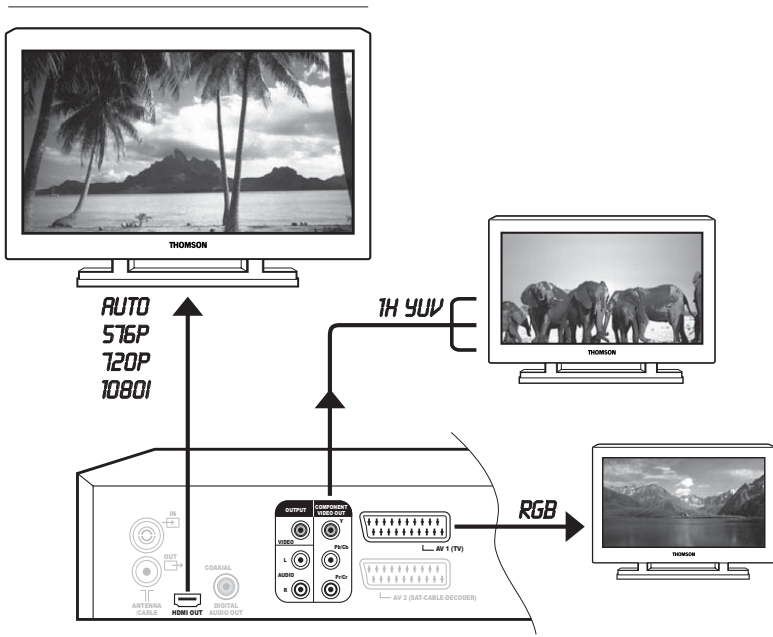 THOMSON
AUTO
576P
720P
1080I
1H YUV
THOMSON
RGB
THOMSON
IN
OUT
ANTENNA
/CABLE
HDMI OUT
COAXIAL
DIGITAL
AUDIO OUT
OUTPUT
COMPONENT
VIDEO OUT
VIDEO
Y
L
AUDIO
R
Pb/Cb
Pr/Cr
AV 1 (TV)
AV 2 (SAT-CABLE-DECODER)